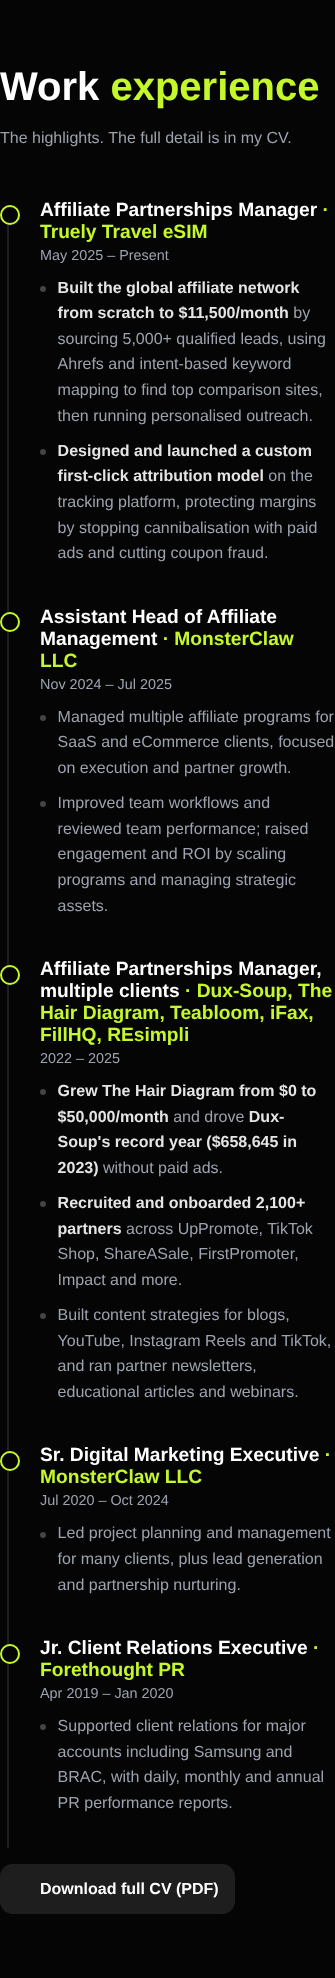 Work experience
The highlights. The full detail is in my CV.
Affiliate Partnerships Manager ·
Truely Travel eSIM
May 2025 – Present
Built the global affiliate network
from scratch to $11,500/month by
sourcing 5,000+ qualified leads, using
Ahrefs and intent-based keyword
mapping to find top comparison sites,
then running personalised outreach.
Designed and launched a custom
first-click attribution model on the
tracking platform, protecting margins
by stopping cannibalisation with paid
ads and cutting coupon fraud.
Assistant Head of Affiliate
Management · MonsterClaw
LLC
Nov 2024 – Jul 2025
Managed multiple affiliate programs for
SaaS and eCommerce clients, focused
on execution and partner growth.
Improved team workflows and
reviewed team performance; raised
engagement and ROI by scaling
programs and managing strategic
assets.
Affiliate Partnerships Manager,
multiple clients · Dux-Soup, The
Hair Diagram, Teabloom, iFax,
FillHQ, REsimpli
2022 – 2025
Grew The Hair Diagram from $0 to
$50,000/month and drove Dux-
Soup's record year ($658,645 in
2023) without paid ads.
Recruited and onboarded 2,100+
partners across UpPromote, TikTok
Shop, ShareASale, FirstPromoter,
Impact and more.
Built content strategies for blogs,
YouTube, Instagram Reels and TikTok,
and ran partner newsletters,
educational articles and webinars.
Sr. Digital Marketing Executive ·
MonsterClaw LLC
Jul 2020 – Oct 2024
Led project planning and management
for many clients, plus lead generation
and partnership nurturing.
Jr. Client Relations Executive ·
Forethought PR
Apr 2019 – Jan 2020
Supported client relations for major
accounts including Samsung and
BRAC, with daily, monthly and annual
PR performance reports.
Download full CV (PDF)